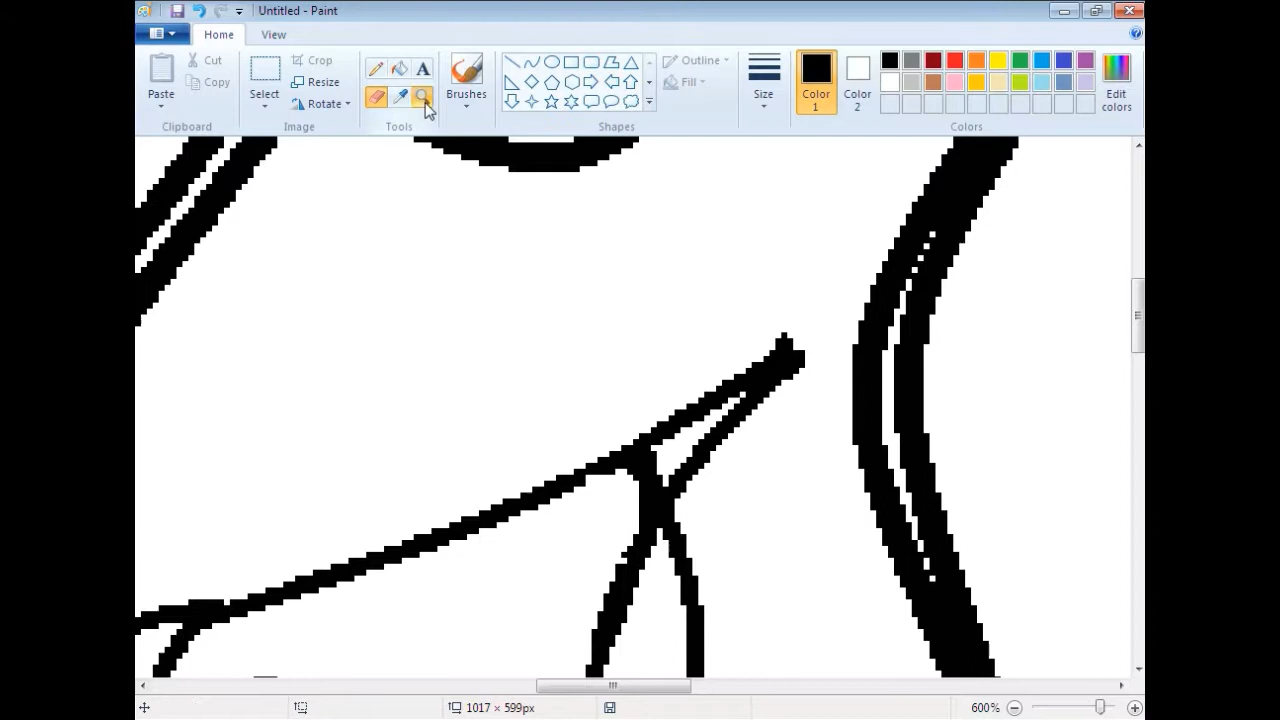 Untitled - Paint
Home View
Paste
Cut
Copy
Clipboard
Select
Crop
Resize
Rotate
Image
A
Tools
Brushes
Outline
Fill
Shapes
Size
Color 1
Color 2
Edit colors
Colors
1017 × 599px
600%